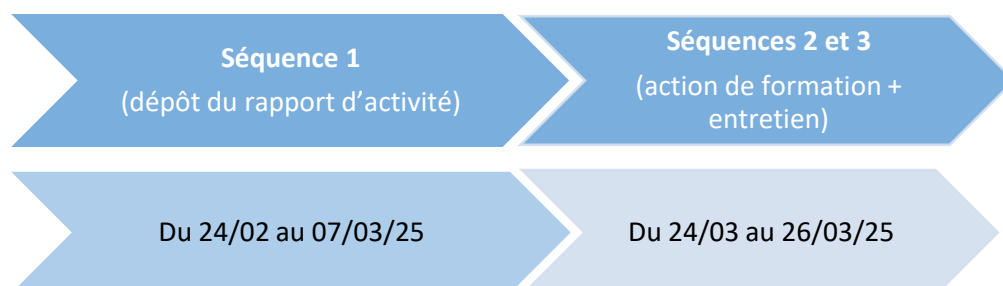 Séquence 1
(dépôt du rapport d’activité)
Séquences 2 et 3
(action de formation +
entretien)
Du 24/02 au 07/03/25
Du 24/03 au 26/03/25